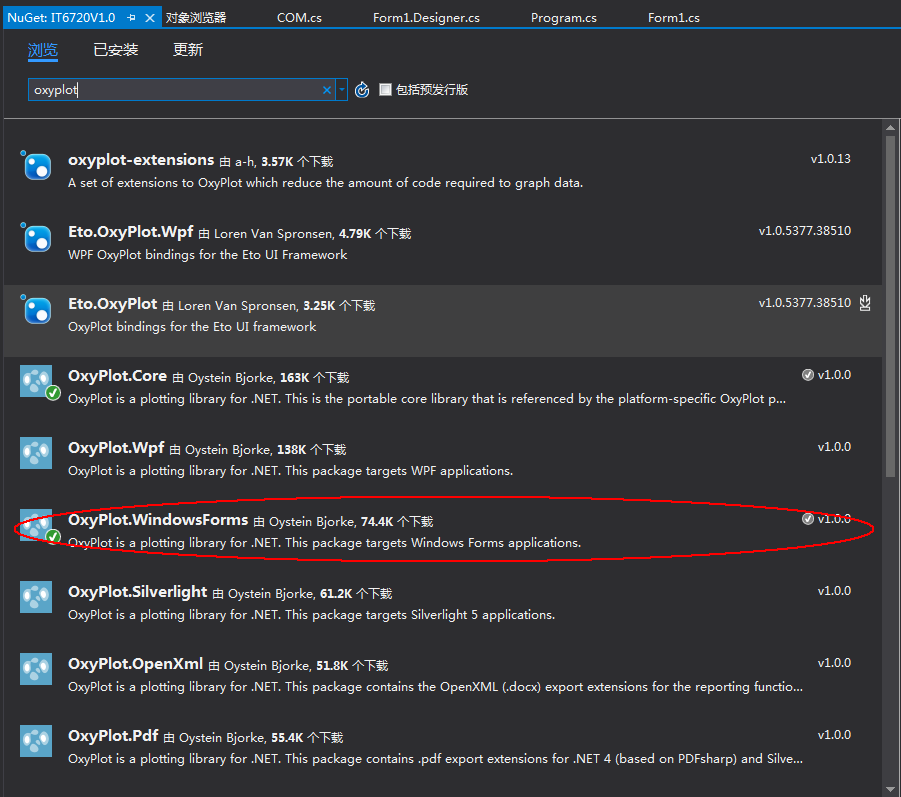 NuGet: IT6720V1.0 对象浏览器 COM.cs Form1.Designer.cs Program.cs Form1.cs
浏览 已安装 更新
oxyplot 包括预发行版
oxyplot-extensions 由 a-h, 3.57K 个下载 v1.0.13
A set of extensions to OxyPlot which reduce the amount of code required to graph data.
Eto.OxyPlot.Wpf 由 Loren Van Spronsen, 4.79K 个下载 v1.0.5377.38510
WPF OxyPlot bindings for the Eto UI Framework
Eto.OxyPlot 由 Loren Van Spronsen, 3.25K 个下载 v1.0.5377.38510
OxyPlot bindings for the Eto UI framework
OxyPlot.Core 由 Oystein Bjorke, 163K 个下载 v1.0.0
OxyPlot is a plotting library for .NET. This is the portable core library that is referenced by the platform-specific OxyPlot p...
OxyPlot.Wpf 由 Oystein Bjorke, 138K 个下载 v1.0.0
OxyPlot is a plotting library for .NET. This package targets WPF applications.
OxyPlot.WindowsForms 由 Oystein Bjorke, 74.4K 个下载 v1.0.0
OxyPlot is a plotting library for .NET. This package targets Windows Forms applications.
OxyPlot.Silverlight 由 Oystein Bjorke, 61.2K 个下载 v1.0.0
OxyPlot is a plotting library for .NET. This package targets Silverlight 5 applications.
OxyPlot.OpenXml 由 Oystein Bjorke, 51.8K 个下载 v1.0.0
OxyPlot is a plotting library for .NET. This package contains the OpenXML (.docx) export extensions for the reporting functio...
OxyPlot.Pdf 由 Oystein Bjorke, 55.4K 个下载 v1.0.0
OxyPlot is a plotting library for .NET. This package contains .pdf export extensions for .NET 4 (based on PDFsharp) and Silve...